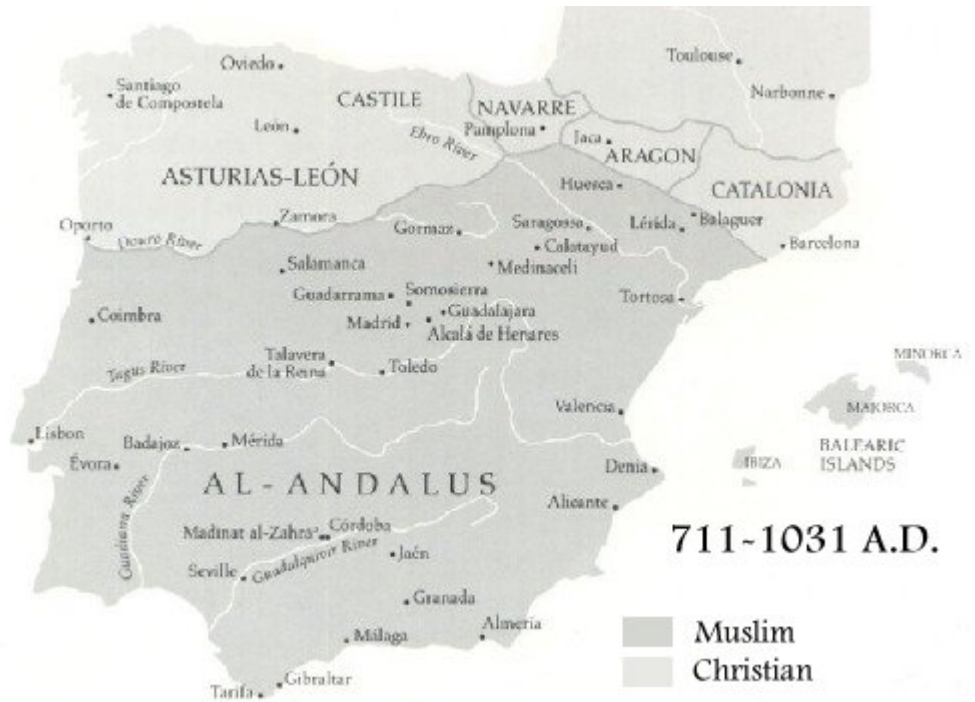 Toulouse
Oviedo
Santiago
de Compostela
CASTILE
NAVARRE
Narbonne
León
Pamplona
Ebro River
Jaca
ARAGON
ASTURIAS-LEÓN
Huesca
CATALONIA
Oporto
Zamora
Douro River
Gormaz
Saragossa
Lérida
Balaguer
Calatayud
Barcelona
Salamanca
Medinaceli
Guadarrama
Somosierra
Tortosa
Coimbra
Madrid
Guadalajara
Alcalá de Henares
Tagus River
Talavera
de la Reina
Toledo
MINORCA
Valencia
MAJORCA
Lisbon
Badajoz
Mérida
BALEARIC
ISLANDS
Évora
Denia
IBIZA
AL-ANDALUS
Alicante
Guadiana River
Madinat al-Zahra
Córdoba
711-1031 A.D.
Seville
Guadalquivir River
Jaén
Granada
Almería
Muslim
Málaga
Christian
Gibraltar
Tarifa